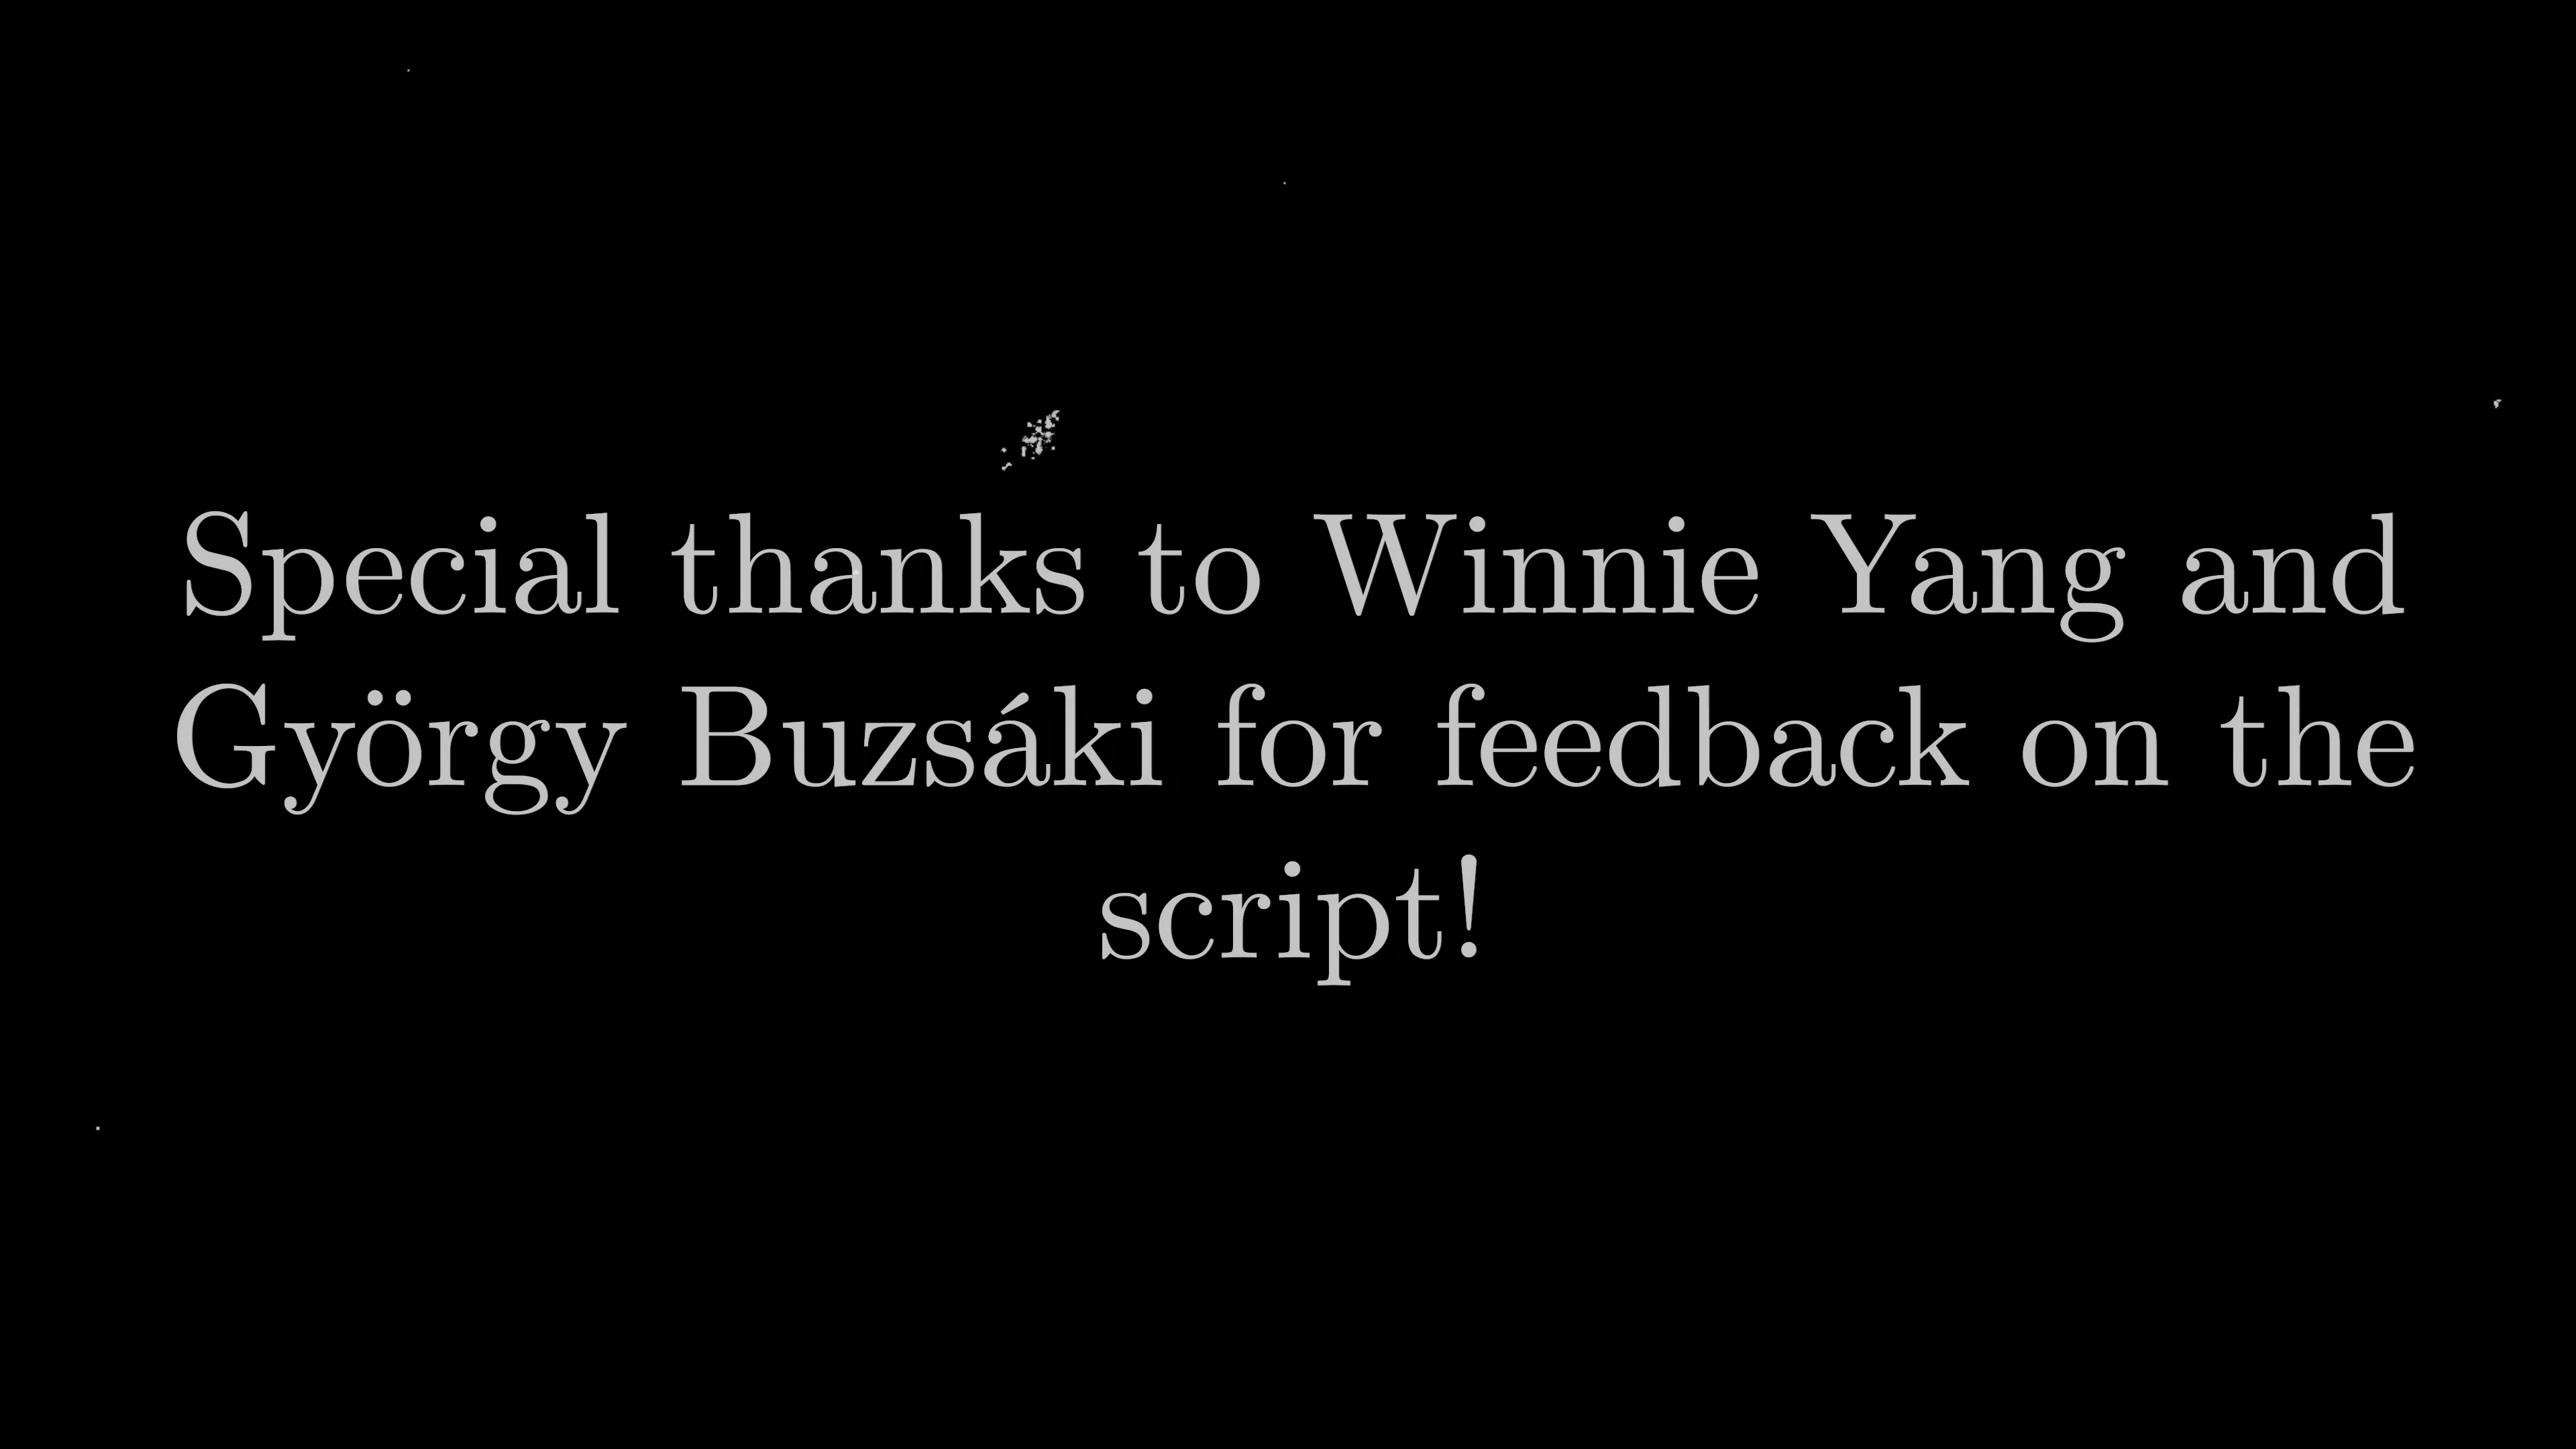 Special thanks to Winnie Yang and
György Buzsáki for feedback on the
script!